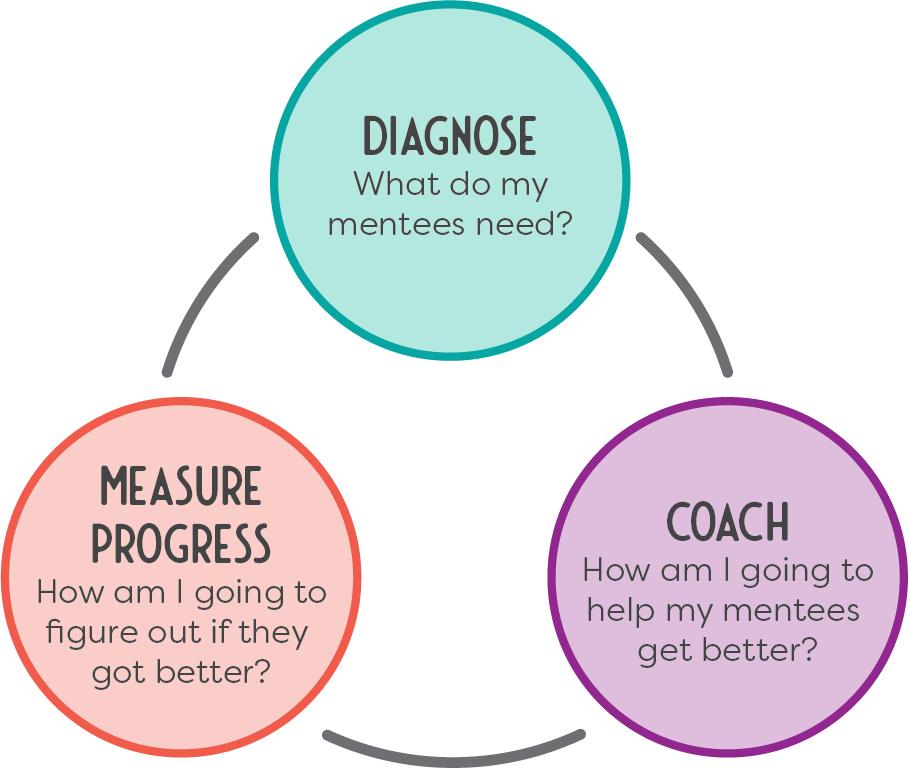 DIAGNOSE
What do my
mentees need?
MEASURE
PROGRESS
How am I going to
figure out if they
got better?
COACH
How am I going to
help my mentees
get better?